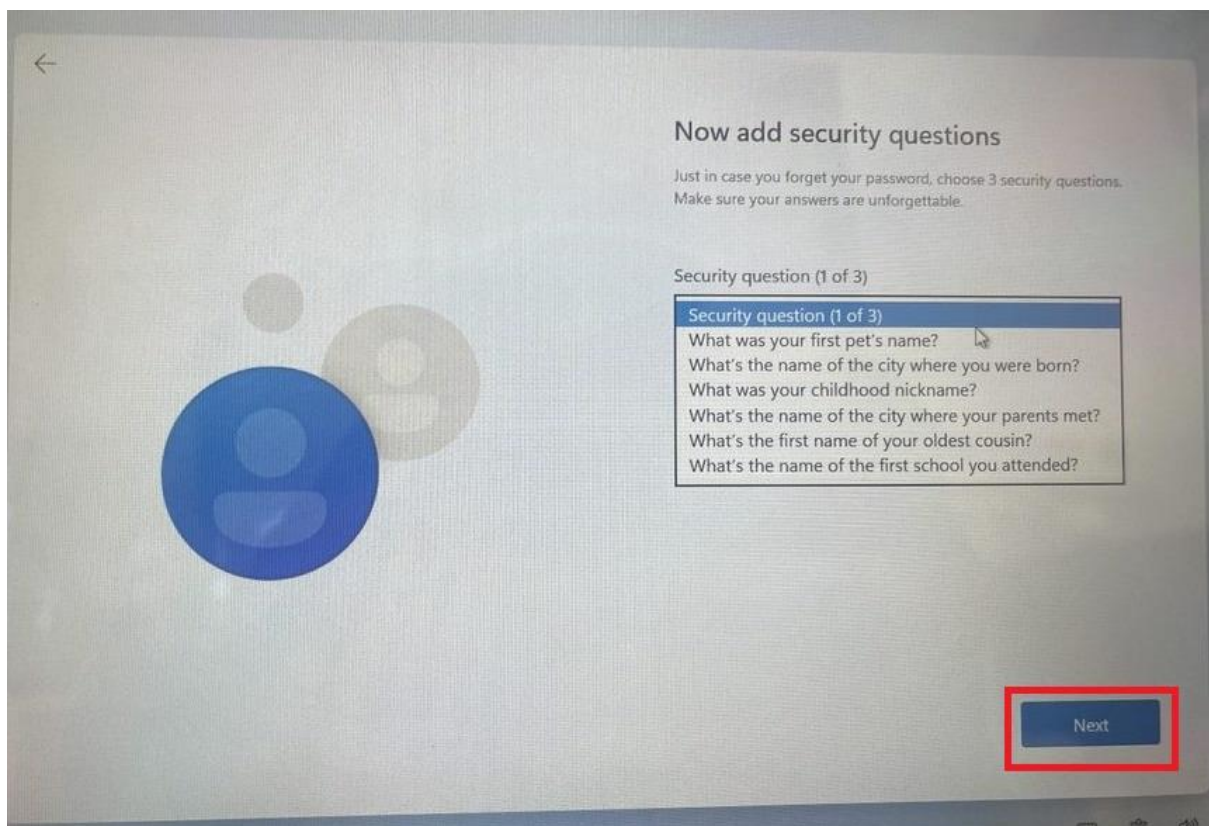 Now add security questions
Just in case you forget your password, choose 3 security questions.
Make sure your answers are unforgettable.
Security question (1 of 3)
Security question (1 of 3)
What was your first pet's name?
What's the name of the city where you were born?
What was your childhood nickname?
What's the name of the city where your parents met?
What's the first name of your oldest cousin?
What's the name of the first school you attended?
Next